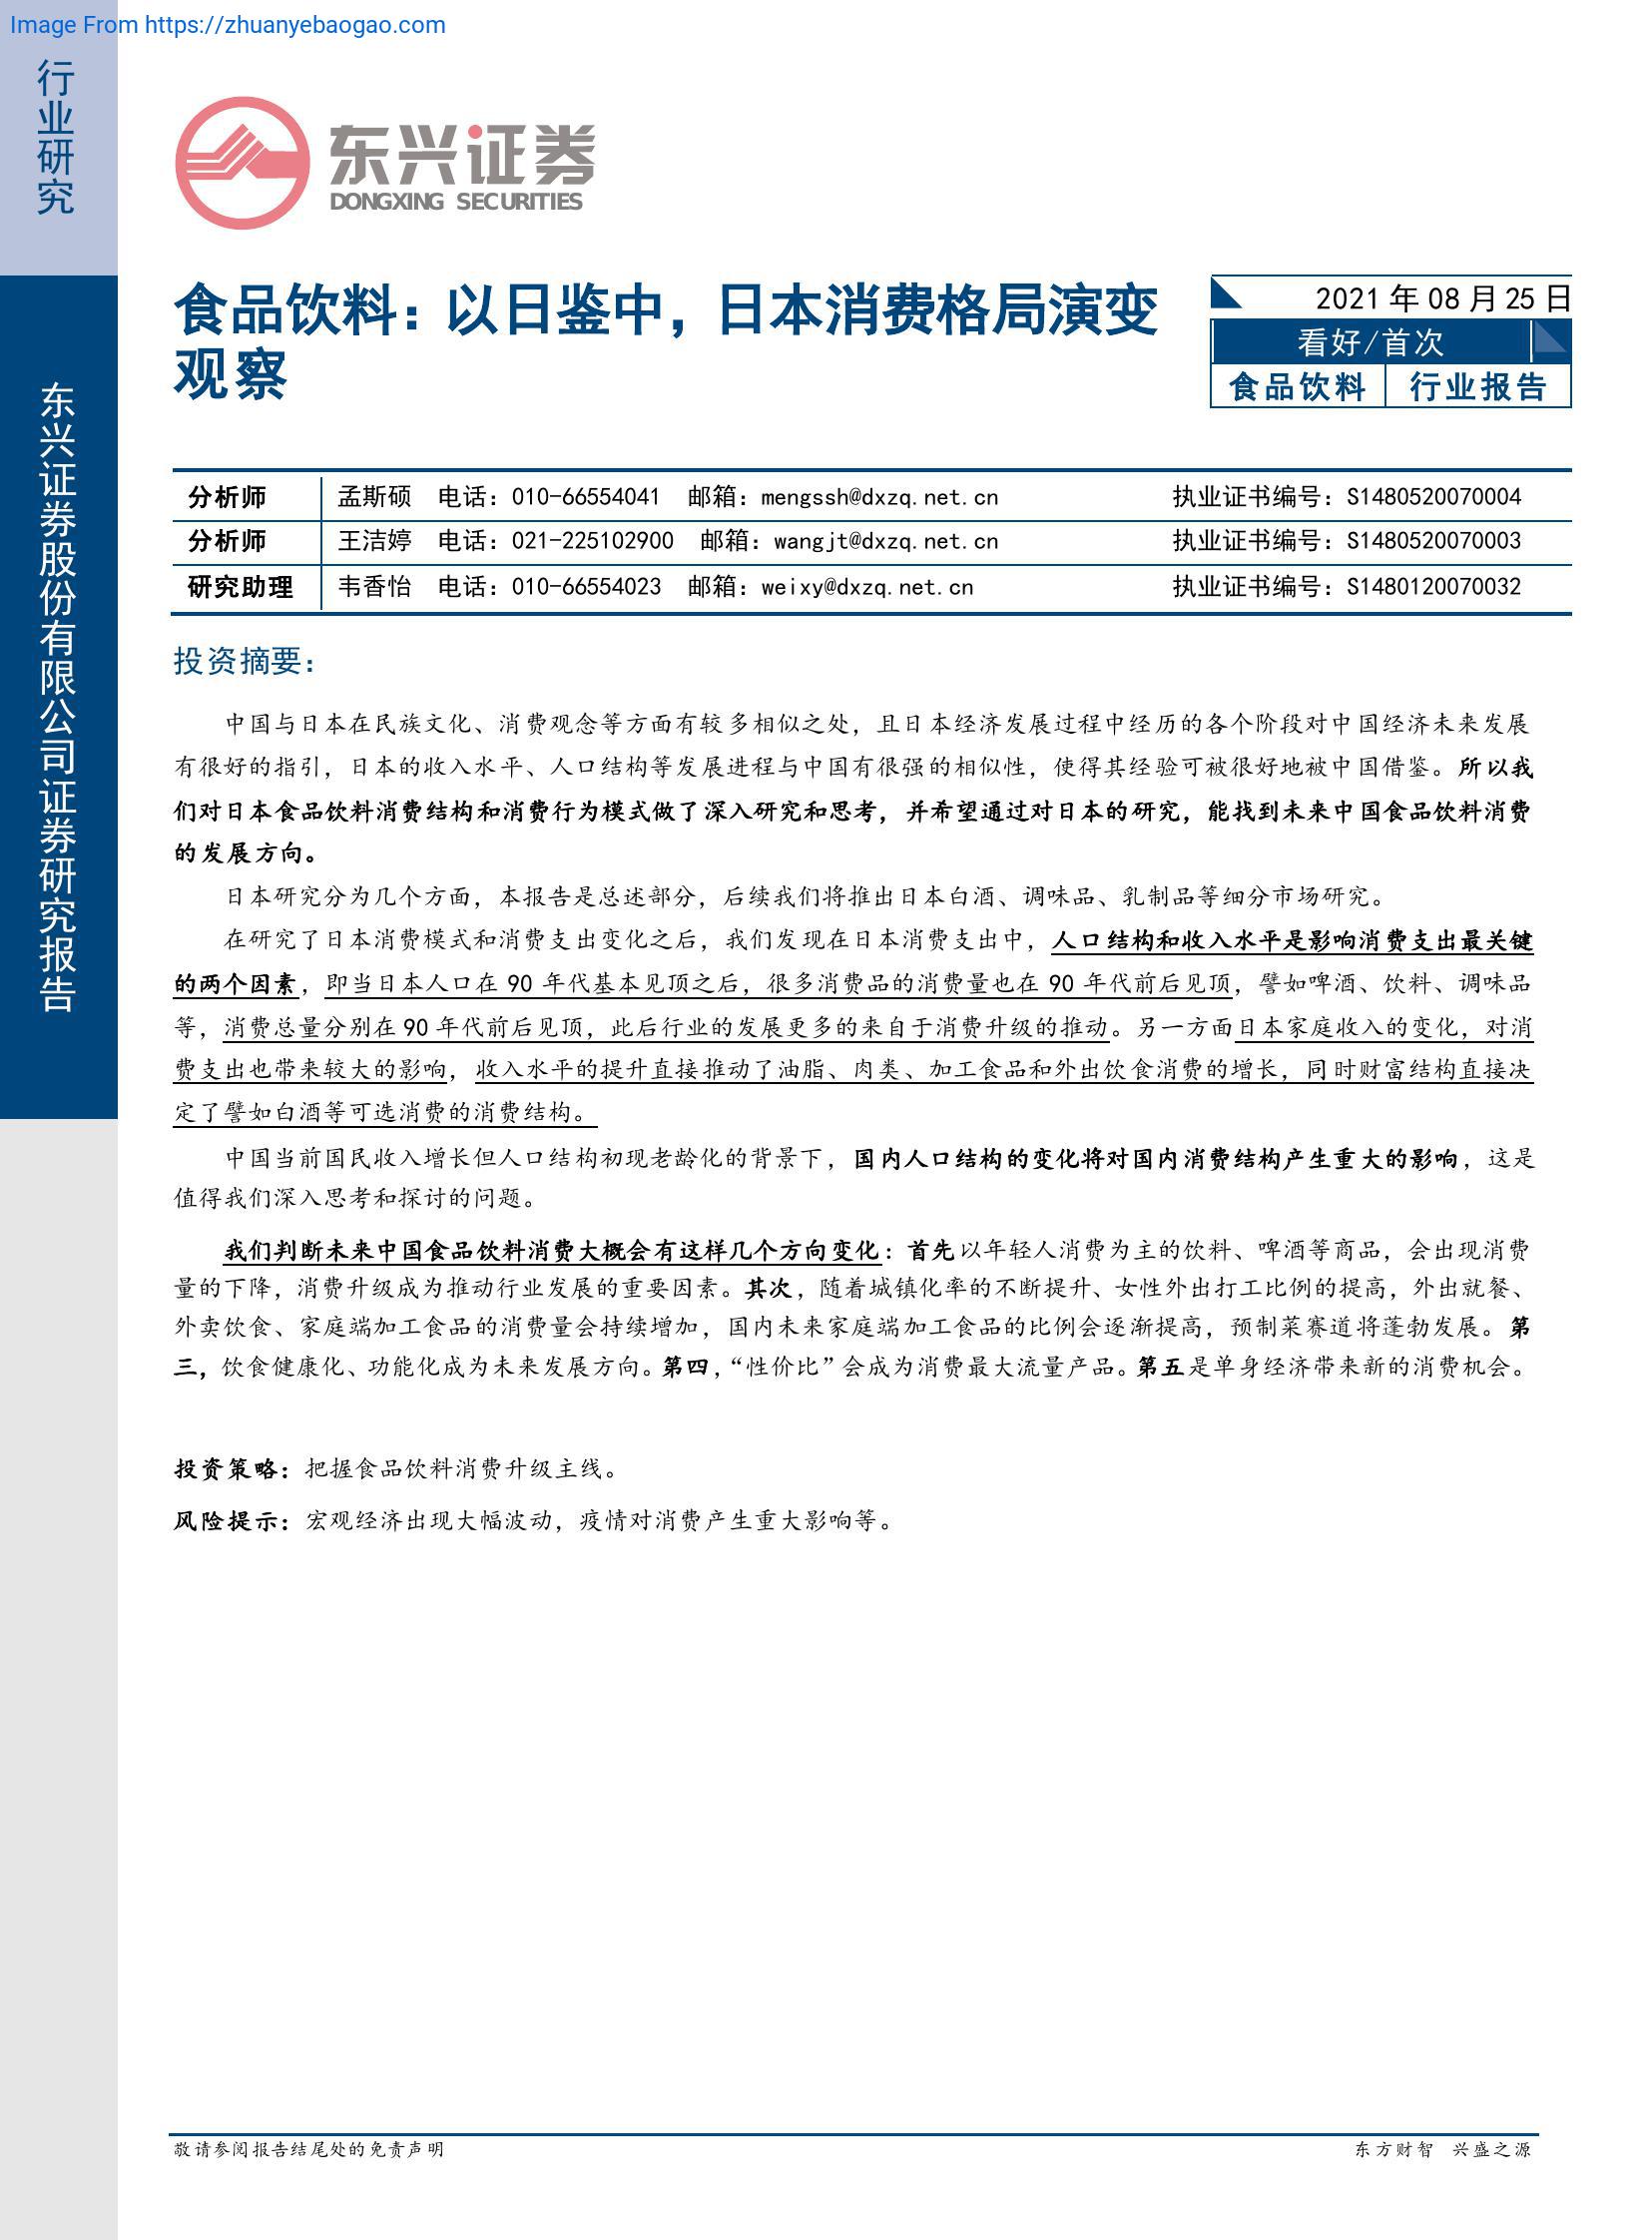 Image From https://zhuanyebaogao.com
行业研究
东兴证券
DONGXING SECURITIES
食品饮料：以日鉴中，日本消费格局演变
观察
2021 年 08 月 25 日
看好/首次
食品饮料 行业报告
东兴证券股份有限公司证券研究报告
分析师 孟斯硕 电话：010-66554041 邮箱：mengssh@dxzq.net.cn 执业证书编号：S1480520070004
分析师 王洁婷 电话：021-225102900 邮箱：wangjt@dxzq.net.cn 执业证书编号：S1480520070003
研究助理 韦香怡 电话：010-66554023 邮箱：weixy@dxzq.net.cn 执业证书编号：S1480120070032
投资摘要：
中国与日本在民族文化、消费观念等方面有较多相似之处，且日本经济发展过程中经历的各个阶段对中国经济未来发展
有很好的指引，日本的收入水平、人口结构等发展进程与中国有很强的相似性，使得其经验可被很好地被中国借鉴。所以我
们对日本食品饮料消费结构和消费行为模式做了深入研究和思考，并希望通过对日本的研究，能找到未来中国食品饮料消费
的发展方向。
日本研究分为几个方面，本报告是总述部分，后续我们将推出日本白酒、调味品、乳制品等细分市场研究。
在研究了日本消费模式和消费支出变化之后，我们发现在日本消费支出中，人口结构和收入水平是影响消费支出最关键
的两个因素，即当日本人口在 90 年代基本见顶之后，很多消费品的消费量也在 90 年代前后见顶，譬如啤酒、饮料、调味品
等，消费总量分别在 90 年代前后见顶，此后行业的发展更多的来自于消费升级的推动。另一方面日本家庭收入的变化，对消
费支出也带来较大的影响，收入水平的提升直接推动了油脂、肉类、加工食品和外出饮食消费的增长，同时财富结构直接决
定了譬如白酒等可选消费的消费结构。
中国当前国民收入增长但人口结构初现老龄化的背景下，国内人口结构的变化将对国内消费结构产生重大的影响，这是
值得我们深入思考和探讨的问题。
我们判断未来中国食品饮料消费大概会有这样几个方向变化：首先以年轻人消费为主的饮料、啤酒等商品，会出现消费
量的下降，消费升级成为推动行业发展的重要因素。其次，随着城镇化率的不断提升、女性外出打工比例的提高，外出就餐、
外卖饮食、家庭端加工食品的消费量会持续增加，国内未来家庭端加工食品的比例会逐渐提高，预制菜赛道将蓬勃发展。第
三，饮食健康化、功能化成为未来发展方向。第四，“性价比”会成为消费最大流量产品。第五是单身经济带来新的消费机会。
投资策略：把握食品饮料消费升级主线。
风险提示：宏观经济出现大幅波动，疫情对消费产生重大影响等。
敬请参阅报告结尾处的免责声明 东方财智 兴盛之源